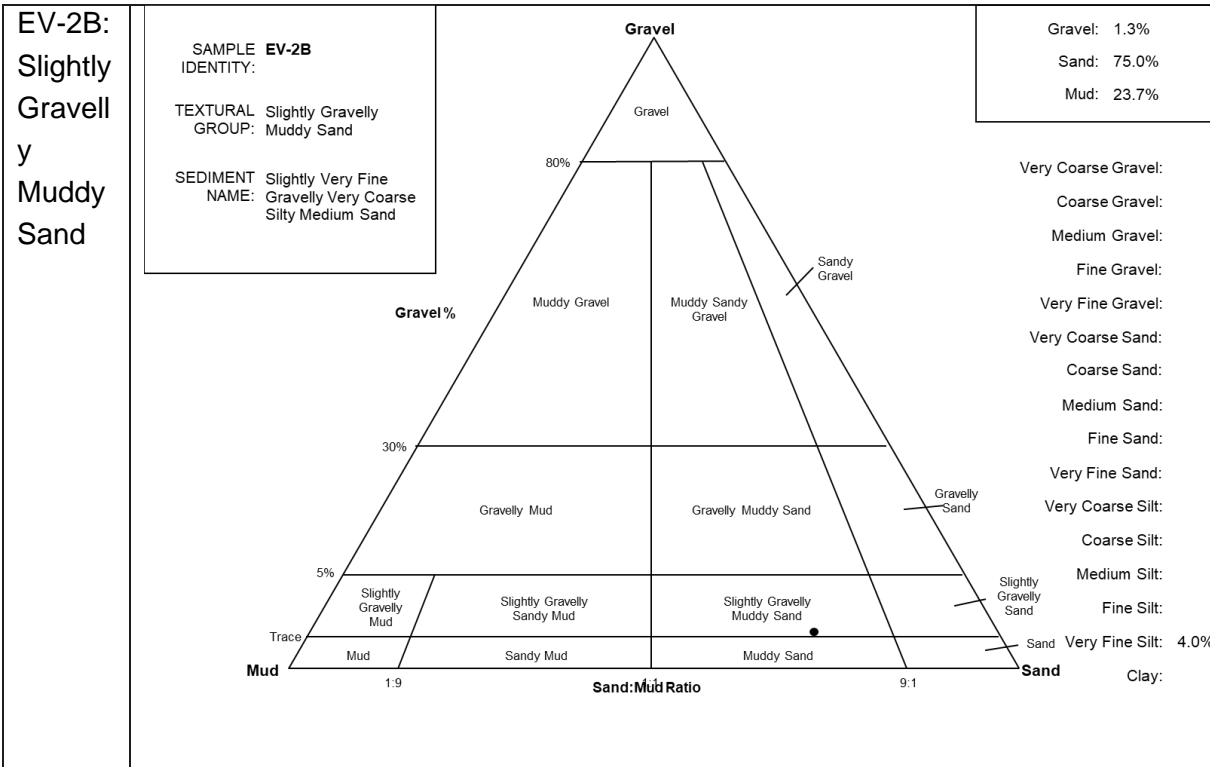 EV-2B:
Slightly
Gravell
y
Muddy
Sand
SAMPLE IDENTITY: EV-2B
TEXTURAL GROUP: Slightly Gravelly
Muddy Sand
SEDIMENT NAME: Slightly Very Fine
Gravelly Very Coarse
Silty Medium Sand
Gravel
Gravel: 1.3%
Sand: 75.0%
Mud: 23.7%
Gravel
80%
Sandy
Gravel
Muddy Gravel
Muddy Sandy
Gravel
Gravel %
30%
Gravelly Mud
Gravelly Muddy Sand
Gravelly
Sand
5%
Slightly
Gravelly
Mud
Slightly Gravelly
Sandy Mud
Slightly Gravelly
Muddy Sand
Slightly
Gravelly
Sand
Trace
Mud
Sandy Mud
Muddy Sand
Sand
Mud
Sand
1:9
9:1
Sand:Mud Ratio
Very Coarse Gravel:
Coarse Gravel:
Medium Gravel:
Fine Gravel:
Very Fine Gravel:
Very Coarse Sand:
Coarse Sand:
Medium Sand:
Fine Sand:
Very Fine Sand:
Very Coarse Silt:
Coarse Silt:
Medium Silt:
Fine Silt:
Very Fine Silt: 4.0%
Clay: